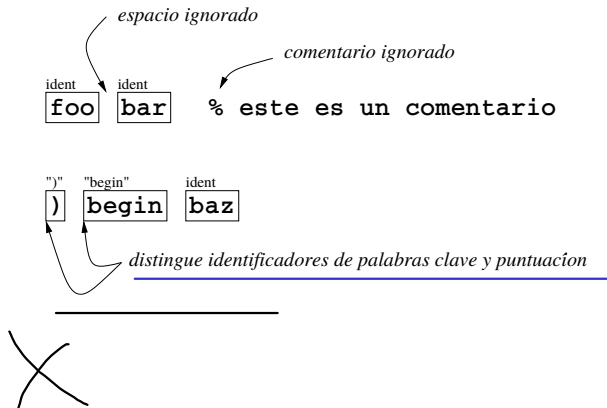 espacio ignorado
comentario ignorado
ident ident
foo bar % este es un comentario
")" "begin" ident
) begin baz
distingue identificadores de palabras clave y puntuacíon